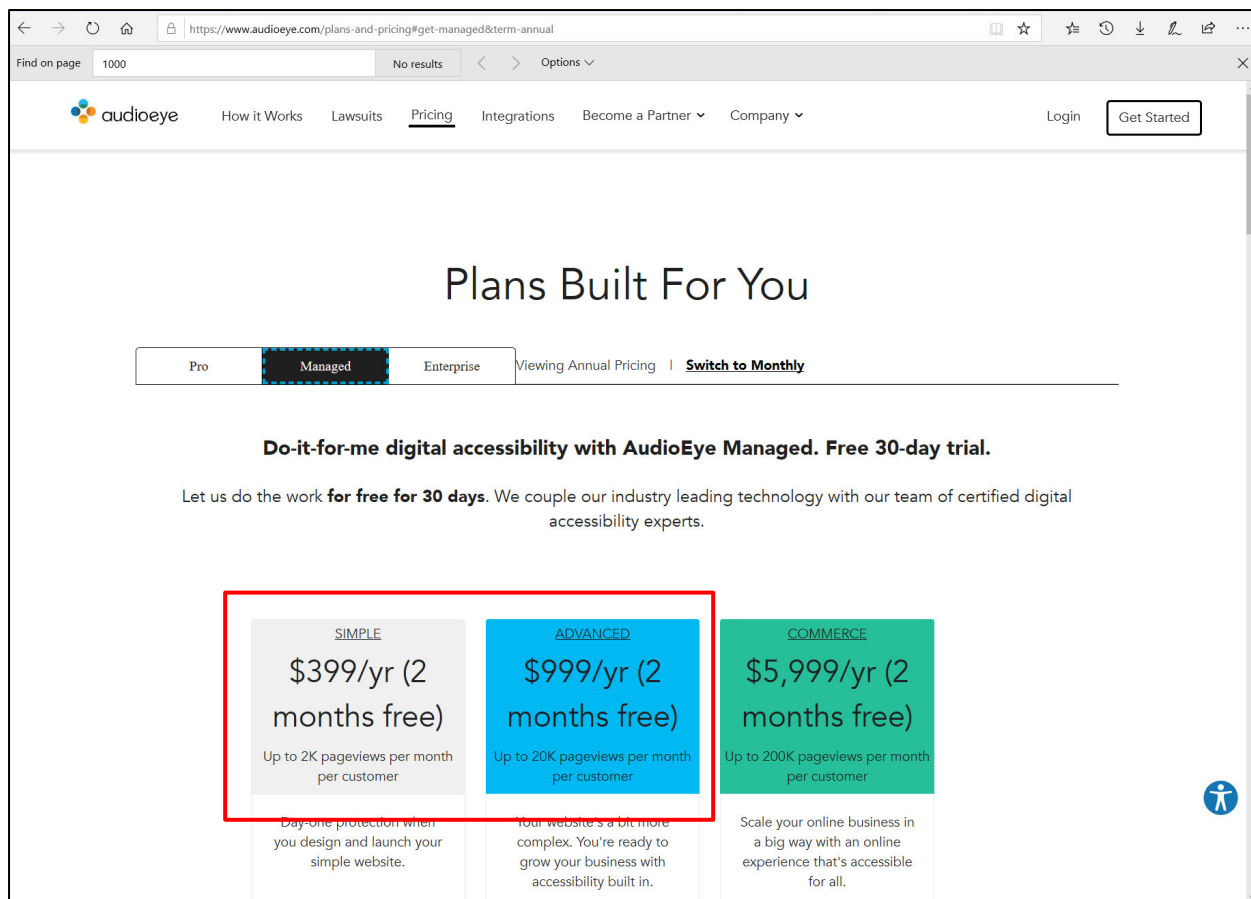 https://www.audioeye.com/plans-and-pricing#get-managed&term-annual
Find on page 1000 No results Options
audioeye How it Works Lawsuits Pricing Integrations Become a Partner Company Login Get Started
Plans Built For You
Pro Managed Enterprise Viewing Annual Pricing | Switch to Monthly
Do-it-for-me digital accessibility with AudioEye Managed. Free 30-day trial.
Let us do the work for free for 30 days. We couple our industry leading technology with our team of certified digital
accessibility experts.
SIMPLE
$399/yr (2
months free)
Up to 2K pageviews per month
per customer
Day-one protection when
you design and launch your
simple website.
ADVANCED
$999/yr (2
months free)
Up to 20K pageviews per month
per customer
Your website's a bit more
complex. You're ready to
grow your business with
accessibility built in.
COMMERCE
$5,999/yr (2
months free)
Up to 200K pageviews per month
per customer
Scale your online business in
a big way with an online
experience that's accessible
for all.